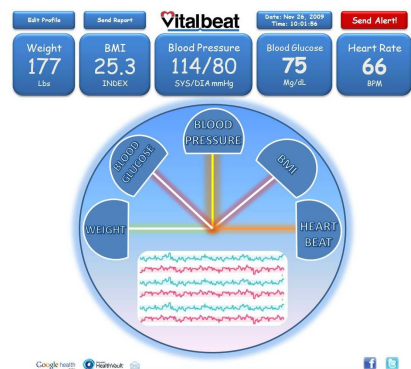 Edit Profile
Send Report
Vitalbeat
Date: Nov 26, 2009
Time: 10:01:56
Send Alert!
Weight
177
Lbs
BMI
25.3
INDEX
Blood Pressure
114/80
SYS/DIA mmHg
Blood Glucose
75
Mg/dL
Heart Rate
66
BPM
BLOOD
PRESSURE
BLOOD
GLUCOSE
BMI
WEIGHT
HEART
BEAT
Google health
HealthVault